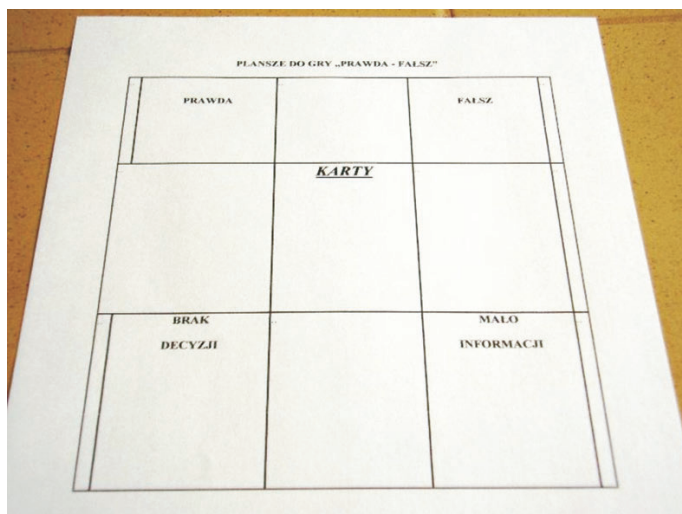 PLANSZE DO GRY „PRAWDA - FAŁSZ"
PRAWDA
FAŁSZ
KARTY
BRAK
DECYZJI
MAŁO
INFORMACJI